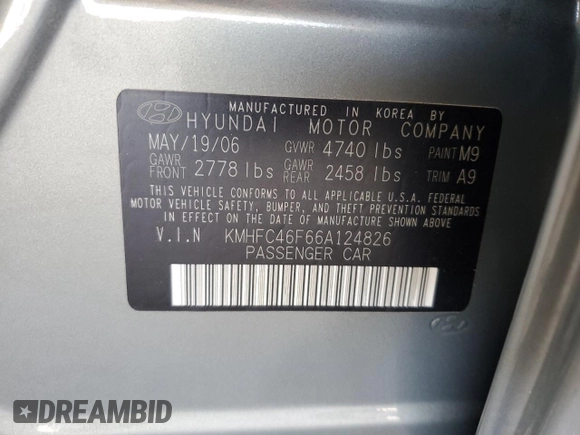 MANUFACTURED IN KOREA BY
HYUNDAI MOTOR COMPANY
MAY/19/06 GVWR 4740 lbs PAINT M9
GAWR FRONT 2778 lbs GAWR REAR 2458 lbs TRIM A9
THIS VEHICLE CONFORMS TO ALL APPLICABLE U.S.A. FEDERAL
MOTOR VEHICLE SAFETY, BUMPER, AND THEFT PREVENTION STANDARDS
IN EFFECT ON THE DATE OF MANUFACTURE SHOWN ABOVE
V.I.N KMHFC46F66A124826
PASSENGER CAR
DREAMBID